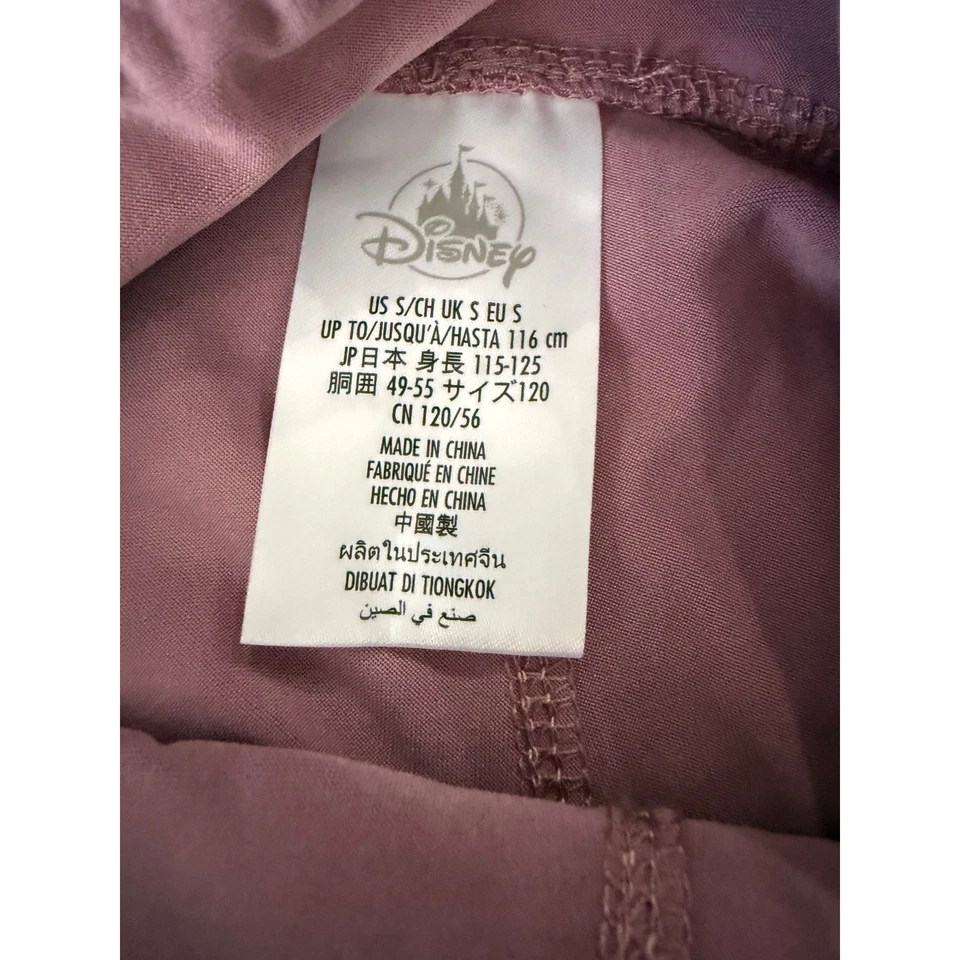 Disney
US S/CH UK S EU S
UP TO/JUSQU'À/HASTA 116 cm
JP日本 身長 115-125
胴囲 49-55 サイズ120
CN 120/56
MADE IN CHINA
FABRIQUÉ EN CHINE
HECHO EN CHINA
中國製
ผลิตในประเทศจีน
DIBUAT DI TIONGKOK
صنع في الصين